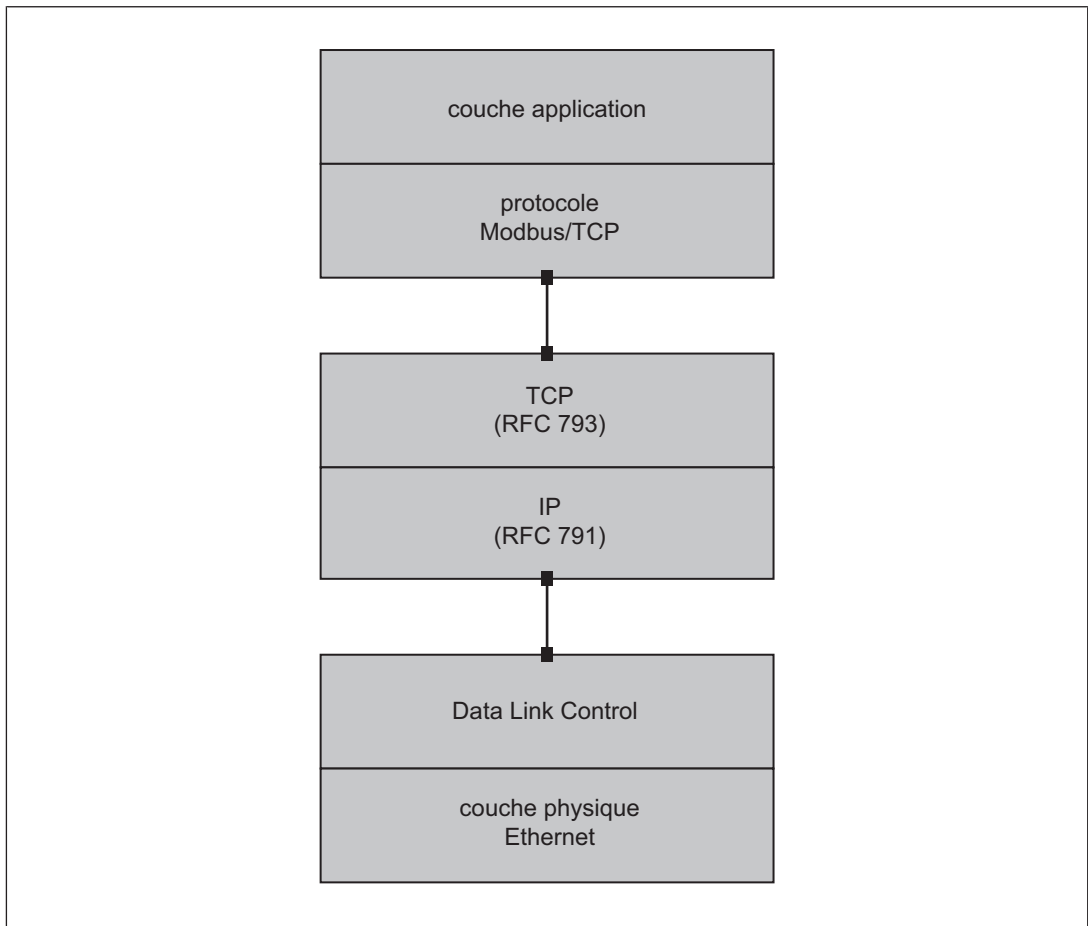 couche application
protocole
Modbus/TCP
TCP
(RFC 793)
IP
(RFC 791)
Data Link Control
couche physique
Ethernet